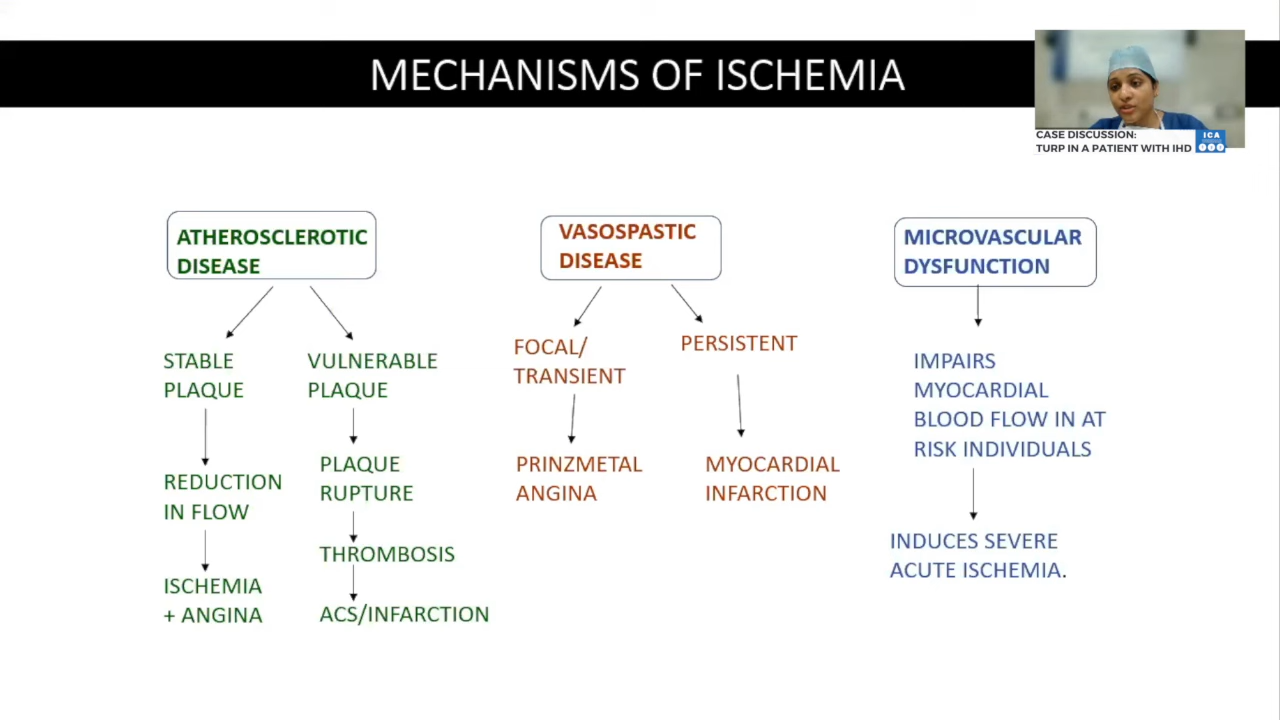 MECHANISMS OF ISCHEMIA
CASE DISCUSSION:
TURP IN A PATIENT WITH IHD
ICA
ATHEROSCLEROTIC
DISEASE
STABLE
PLAQUE
REDUCTION
IN FLOW
ISCHEMIA
+ ANGINA
VULNERABLE
PLAQUE
PLAQUE
RUPTURE
THROMBOSIS
ACS/INFARCTION
VASOSPASTIC
DISEASE
FOCAL/
TRANSIENT
PRINZMETAL
ANGINA
PERSISTENT
MYOCARDIAL
INFARCTION
MICROVASCULAR
DYSFUNCTION
IMPAIRS
MYOCARDIAL
BLOOD FLOW IN AT
RISK INDIVIDUALS
INDUCES SEVERE
ACUTE ISCHEMIA.